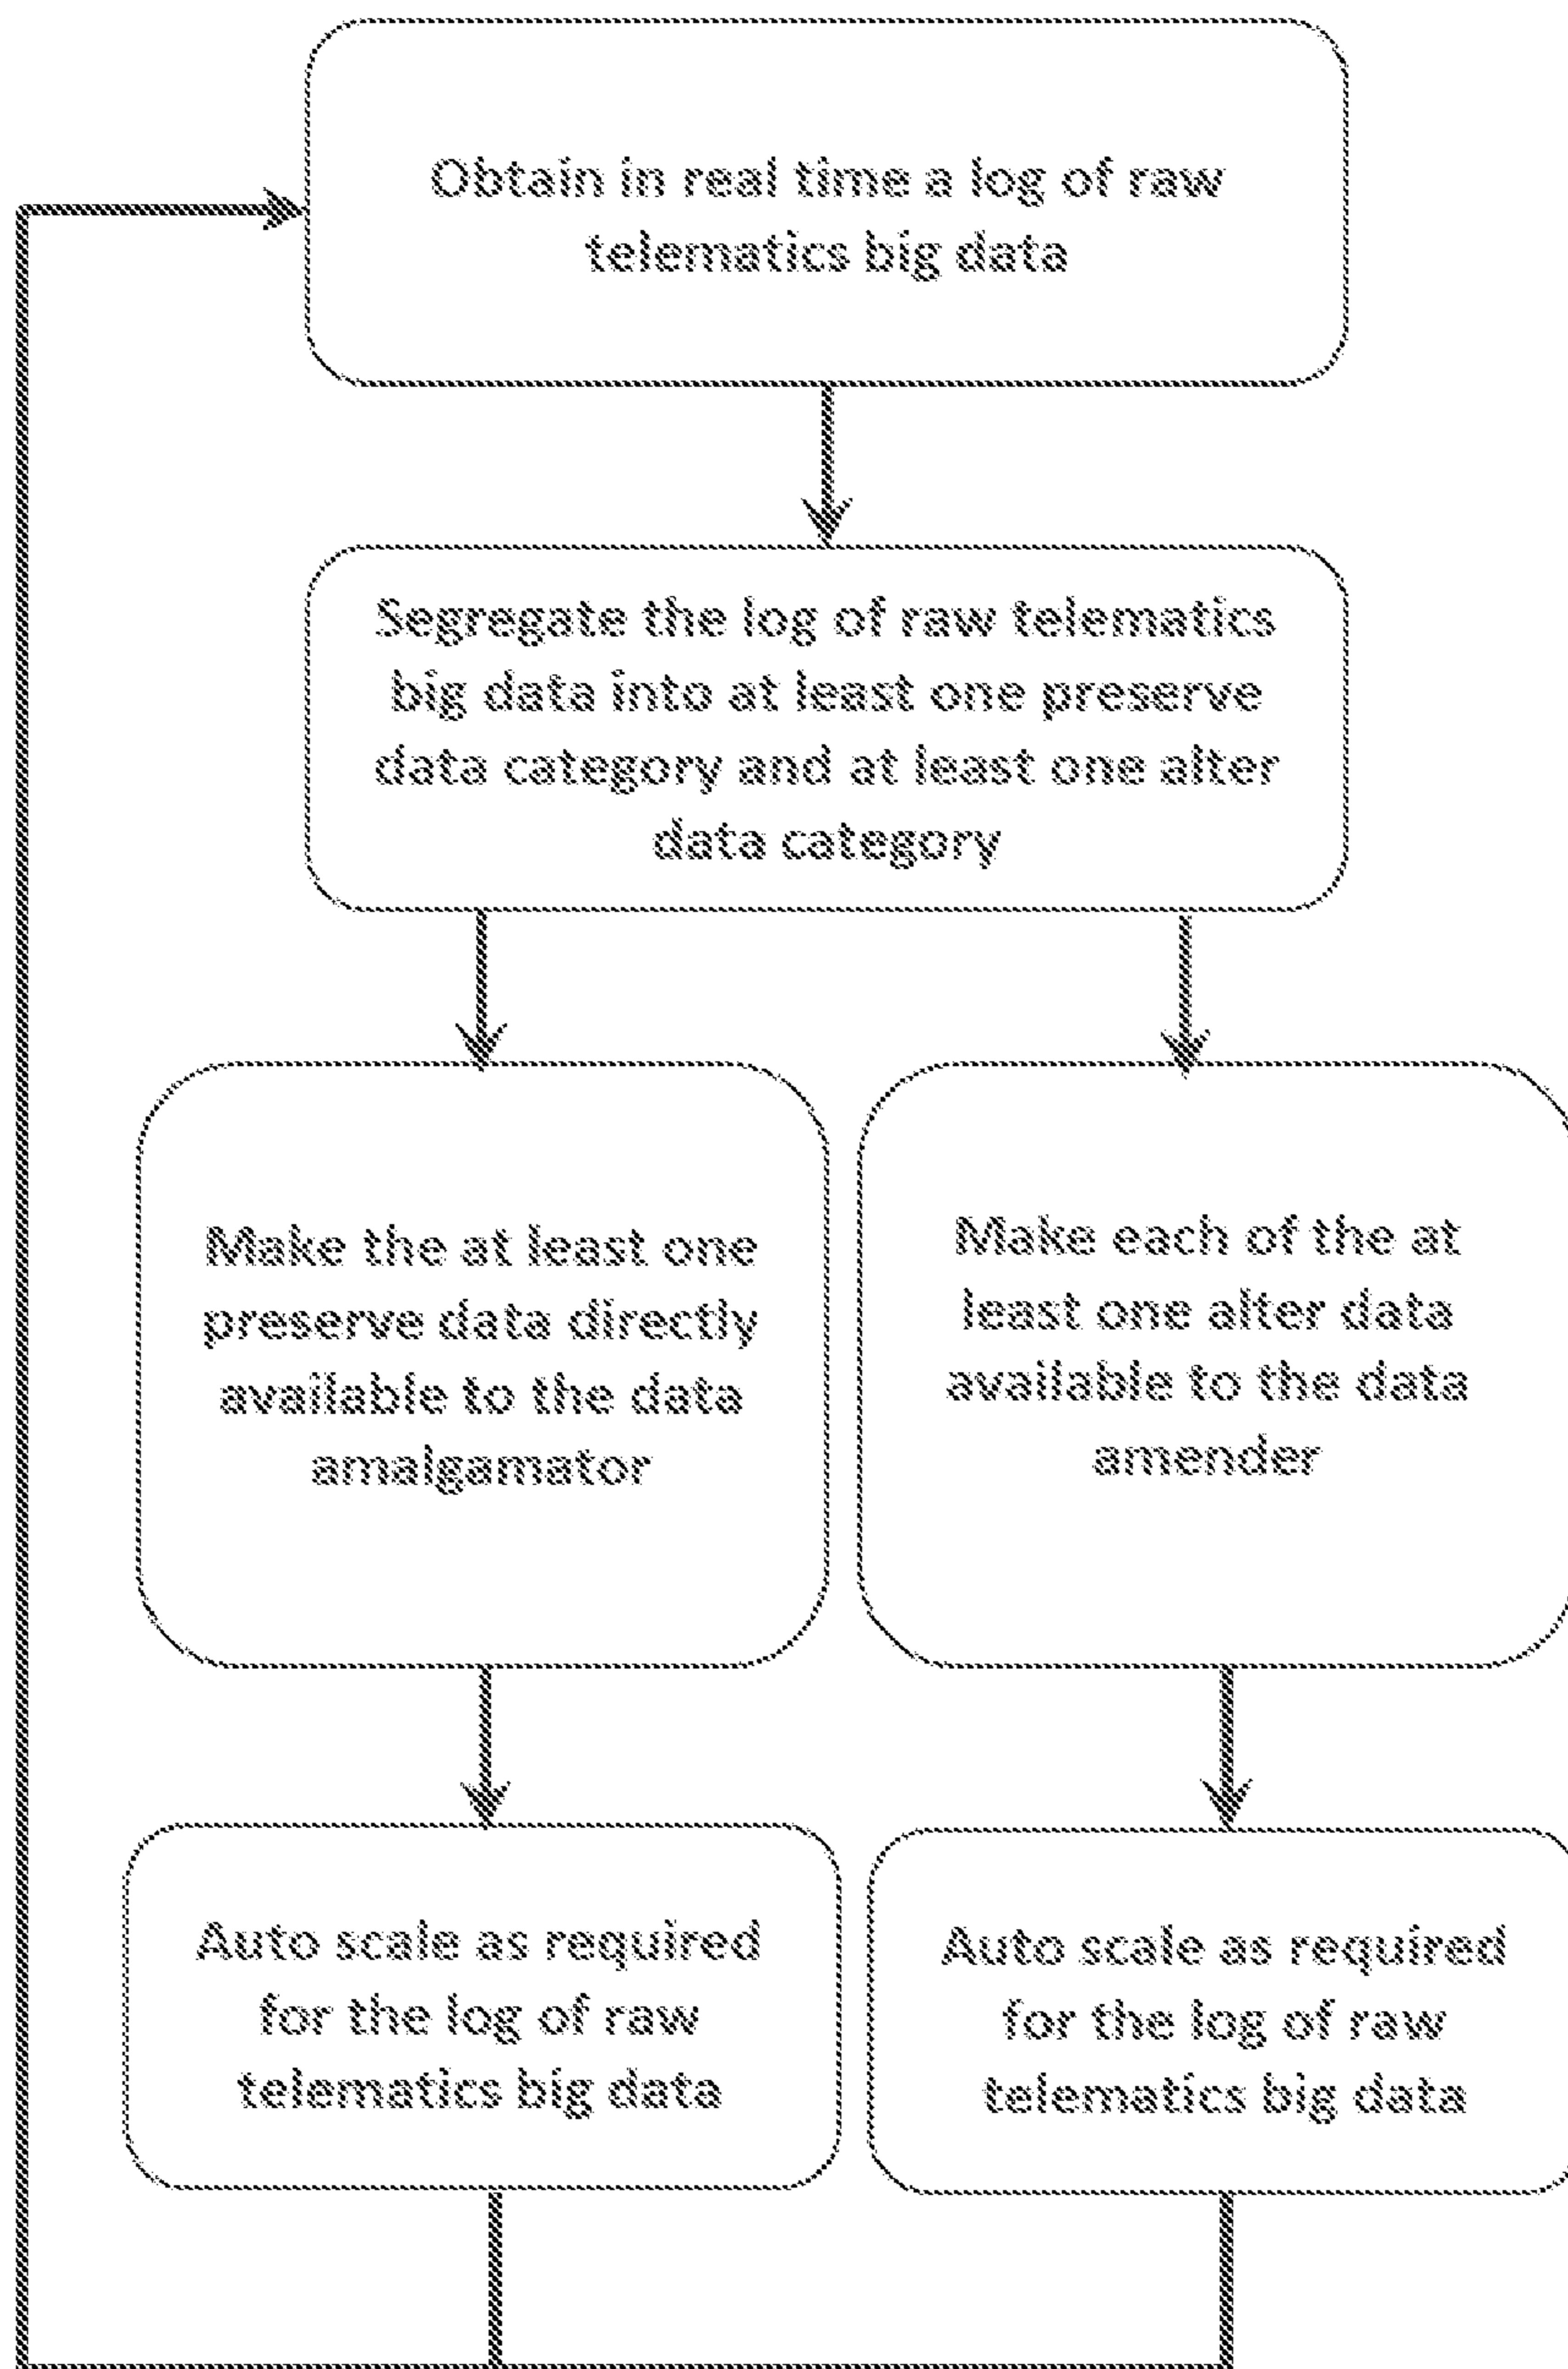 Obtain in real time a log of raw
telematics big data
Segregate the log of raw telematics
big data into at least one preserve
data category and at least one alter
data category
Make the at least one
preserve data directly
available to the data
amalgamator
Make each of the at
least one alter data
available to the data
amender
Auto scale as required
for the log of raw
telematics big data
Auto scale as required
for the log of raw
telematics big data